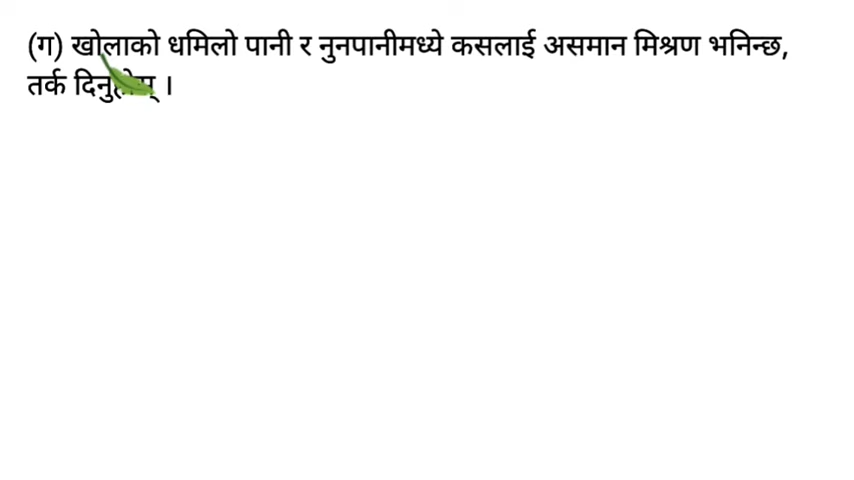 (ग) खोलाको धमिलो पानी र नुनपानीमध्ये कसलाई असमान मिश्रण भनिन्छ,
तर्क दिनुहोस् ।